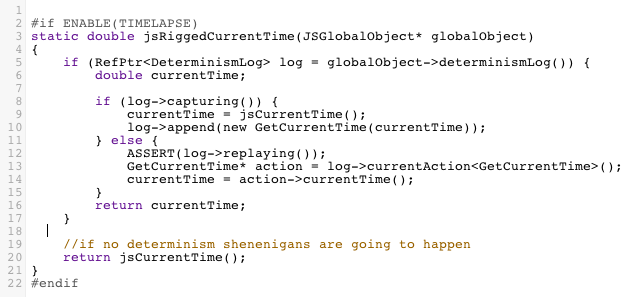 1
2 #if ENABLE(TIMELAPSE)
3 static double jsRiggedCurrentTime(JSGlobalObject* globalObject)
4 {
5     if (RefPtr<DeterminismLog> log = globalObject->determinismLog()) {
6         double currentTime;
7
8         if (log->capturing()) {
9             currentTime = jsCurrentTime();
10             log->append(new GetCurrentTime(currentTime));
11         } else {
12             ASSERT(log->replaying());
13             GetCurrentTime* action = log->currentAction<GetCurrentTime>();
14             currentTime = action->currentTime();
15         }
16         return currentTime;
17     }
18
19     //if no determinism shenenigans are going to happen
20     return jsCurrentTime();
21 }
22 #endif